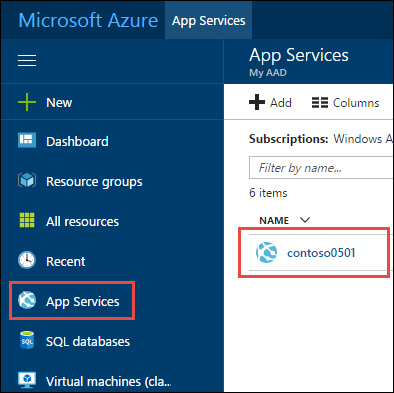 Microsoft Azure App Services
New
Dashboard
Resource groups
All resources
Recent
App Services
SQL
SQL databases
Virtual machines (cla...
App Services
My AAD
Add Columns
Subscriptions: Windows A
Filter by name...
6 items
NAME
contoso0501